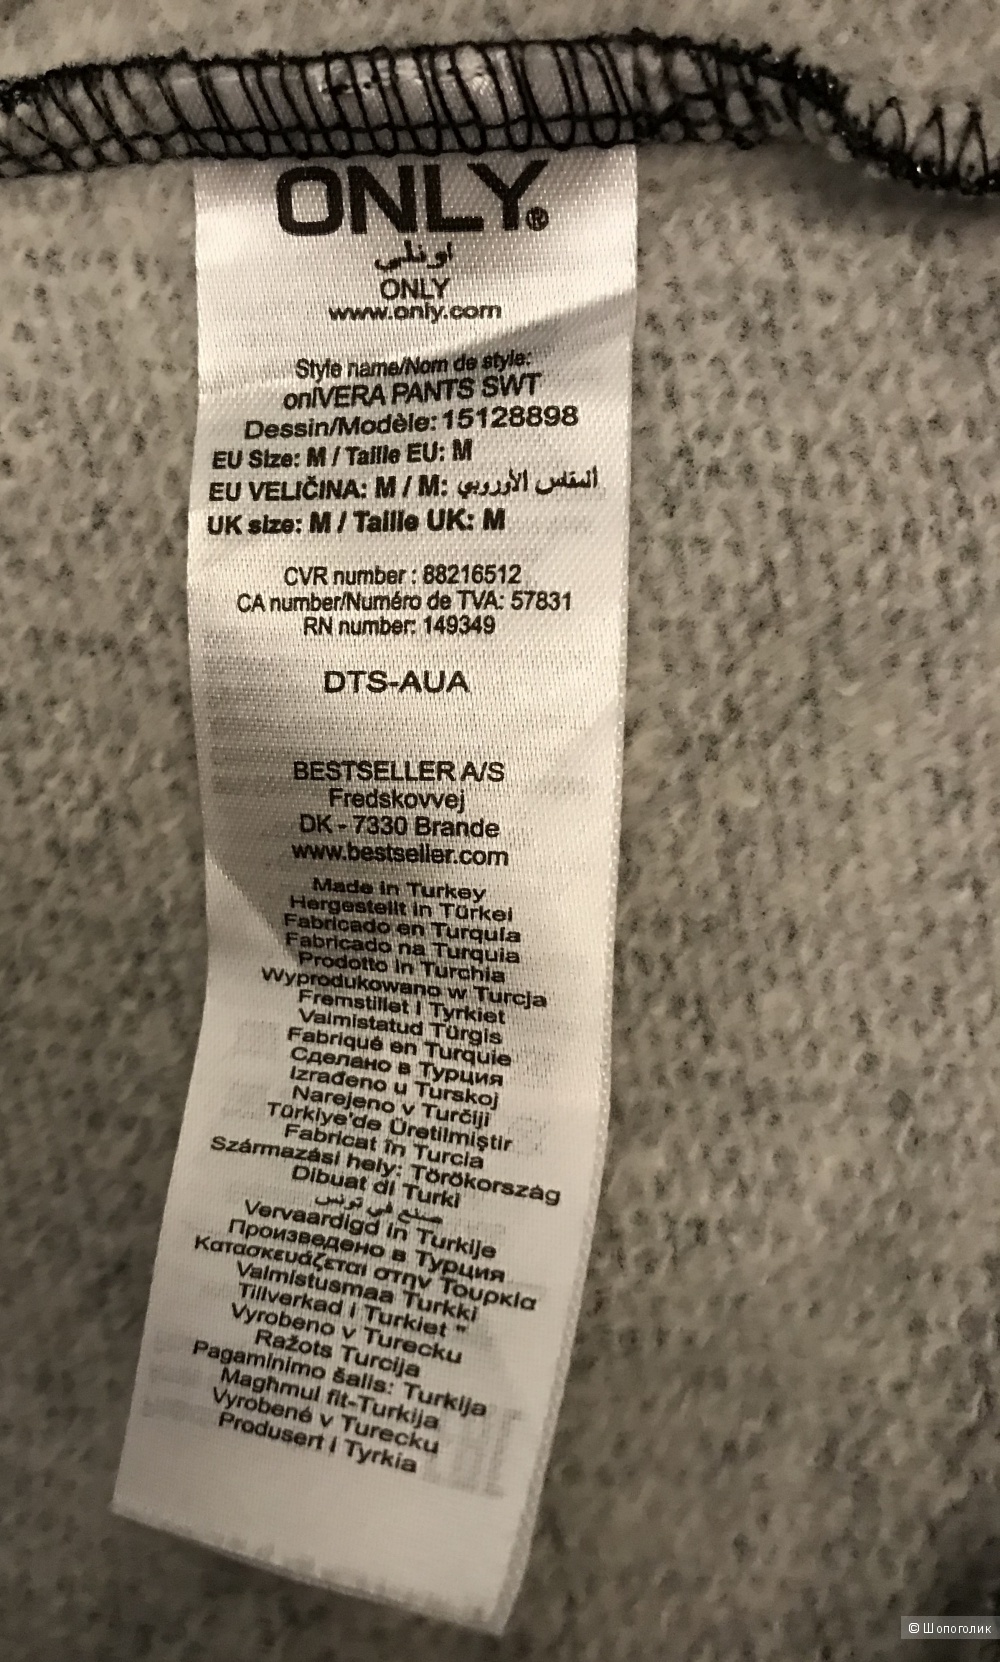 ONLY®
اونلي
ONLY
www.only.com
Style name/Nom de style:
onlVERA PANTS SWT
Dessin/Modèle: 15128898
EU Size: M / Taille EU: M
EU VELIČINA: M / M: المقاس الأوروبي
UK size: M / Taille UK: M
CVR number : 88216512
CA number/Numéro de TVA: 57831
RN number: 149349
DTS-AUA
BESTSELLER A/S
Fredskovvej
DK - 7330 Brande
www.bestseller.com
Made in Turkey
Hergestellt in Türkei
Fabricado en Turquía
Fabricado na Turquia
Prodotto in Turchia
Wyprodukowano w Turcja
Fremstillet i Tyrkiet
Valmistatud Türgis
Fabriqué en Turquie
Сделано в Турция
Izrađeno u Turskoj
Narejeno v Turčiji
Türkiye'de Üretilmiştir
Fabricat în Turcia
Származási hely: Törökország
Dibuat di Turki
صنع في تونس
Vervaardigd in Turkije
Произведено в Турция
Κατασκευάζεται στην Τουρκία
Valmistusmaa Turkki
Tillverkad i Turkiet "
Vyrobeno v Turecku
Ražots Turcija
Pagaminimo šalis: Turkija
Magħmul fit-Turkija
Vyrobené v Turecku
Produsert i Tyrkia
© Шопоголик